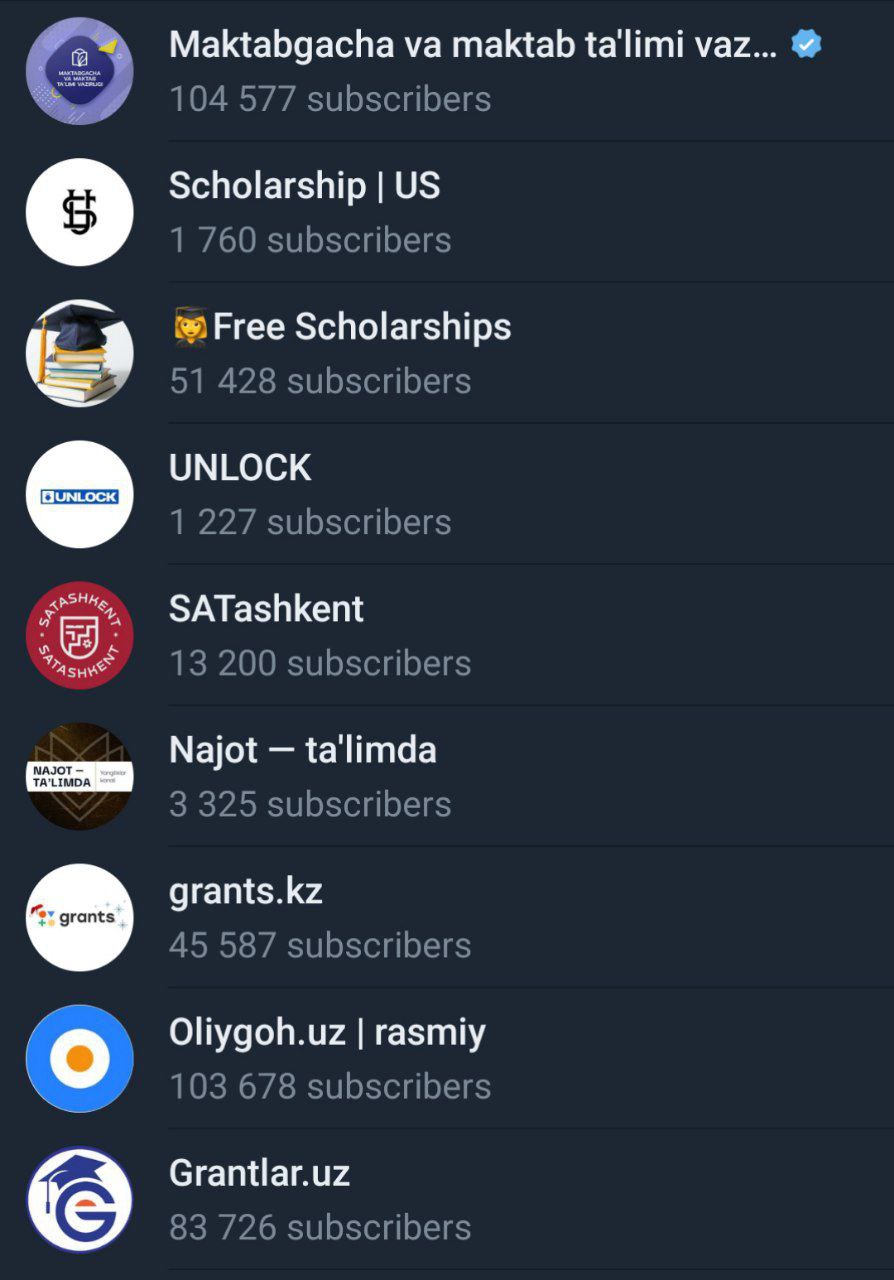 MAKTABGACHA
VA MAKTAB
TA'LIMI VAZIRLIGI
Maktabgacha va maktab ta'limi vaz...
104 577 subscribers
Scholarship | US
1 760 subscribers
👩‍🎓Free Scholarships
51 428 subscribers
UNLOCK
UNLOCK
1 227 subscribers
SATASHKENT
SATASHKENT
SATashkent
13 200 subscribers
NAJOT —
TA'LIMDA
Yangiliklar
kanali
Najot — ta'limda
3 325 subscribers
grants
grants.kz
45 587 subscribers
Oliygoh.uz | rasmiy
103 678 subscribers
Grantlar.uz
83 726 subscribers